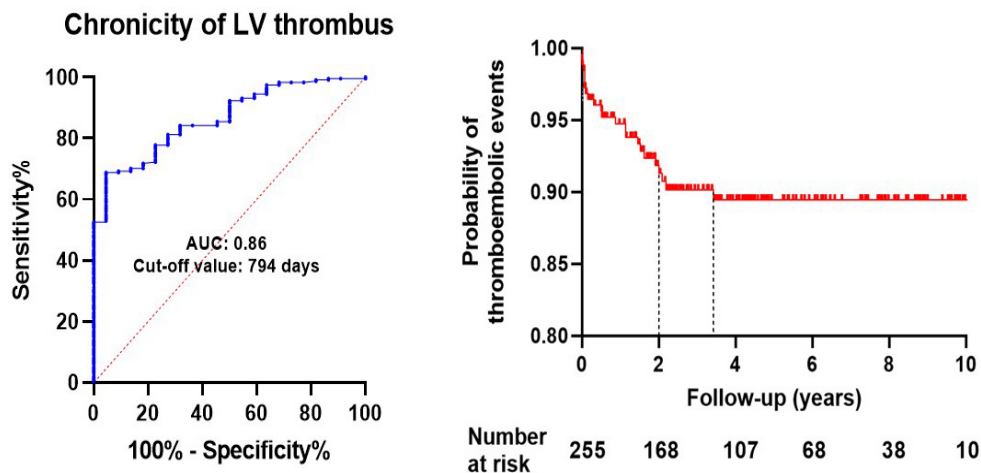 Chronicity of LV thrombus
100
80
60
40
20
0
Sensitivity%
AUC: 0.86
Cut-off value: 794 days
0 20 40 60 80 100
100% - Specificity%
1.00
0.95
0.90
0.85
0.80
Probability of
thromboembolic events
0 2 4 6 8 10
Follow-up (years)
Number
at risk
255 168 107 68 38 10